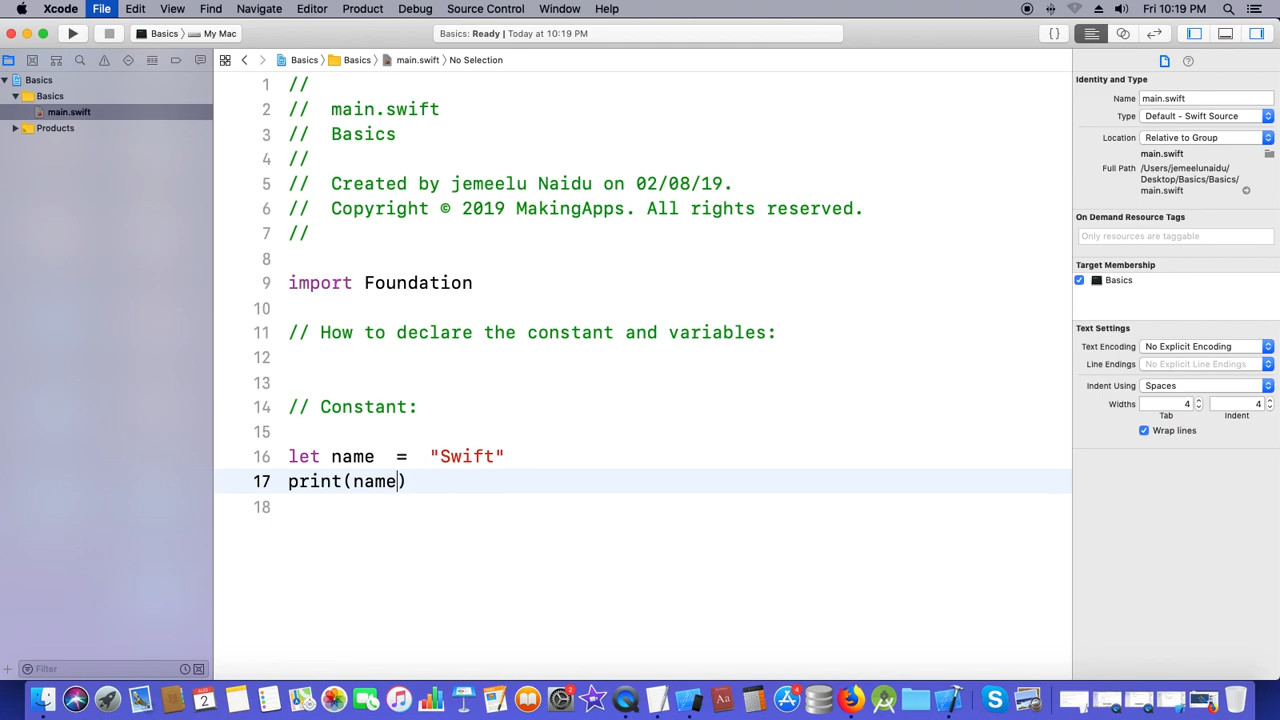 Xcode File Edit View Find Navigate Editor Product Debug Source Control Window Help Fri 10:19 PM
Basics My Mac Basics: Ready | Today at 10:19 PM { }
Basics Basics main.swift No Selection
Basics
Basics
main.swift
Products
Filter
1 //
2 // main.swift
3 // Basics
4 //
5 // Created by jemeelu Naidu on 02/08/19.
6 // Copyright © 2019 MakingApps. All rights reserved.
7 //
8
9 import Foundation
10
11 // How to declare the constant and variables:
12
13
14 // Constant:
15
16 let name  =  "Swift"
17 print(name)
18
Identity and Type
Name main.swift
Type Default - Swift Source
Location Relative to Group
main.swift
Full Path /Users/jemeelunaidu/
Desktop/Basics/Basics/
main.swift
On Demand Resource Tags
Only resources are taggable
Target Membership
Basics
Text Settings
Text Encoding No Explicit Encoding
Line Endings No Explicit Line Endings
Indent Using Spaces
Widths 4 4
Tab Indent
Wrap lines
AUG
2
2
4